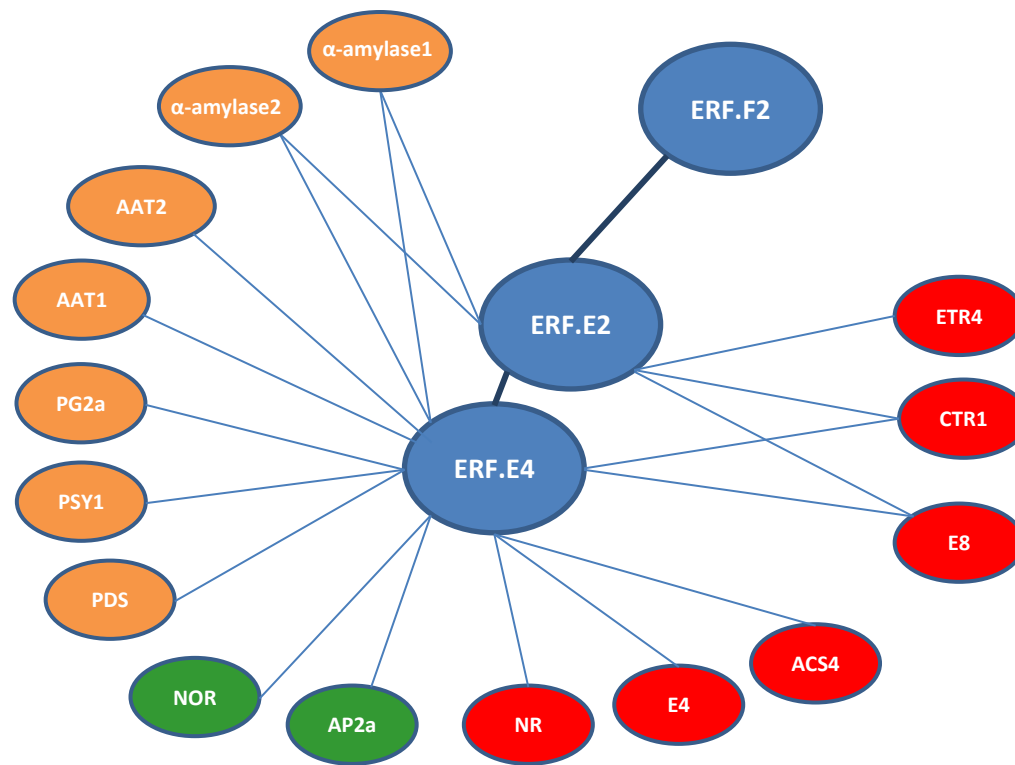 α-amylase1
α-amylase2
ERF.F2
AAT2
AAT1
ERF.E2
ETR4
PG2a
CTR1
ERF.E4
PSY1
E8
PDS
ACS4
NOR
E4
AP2a
NR